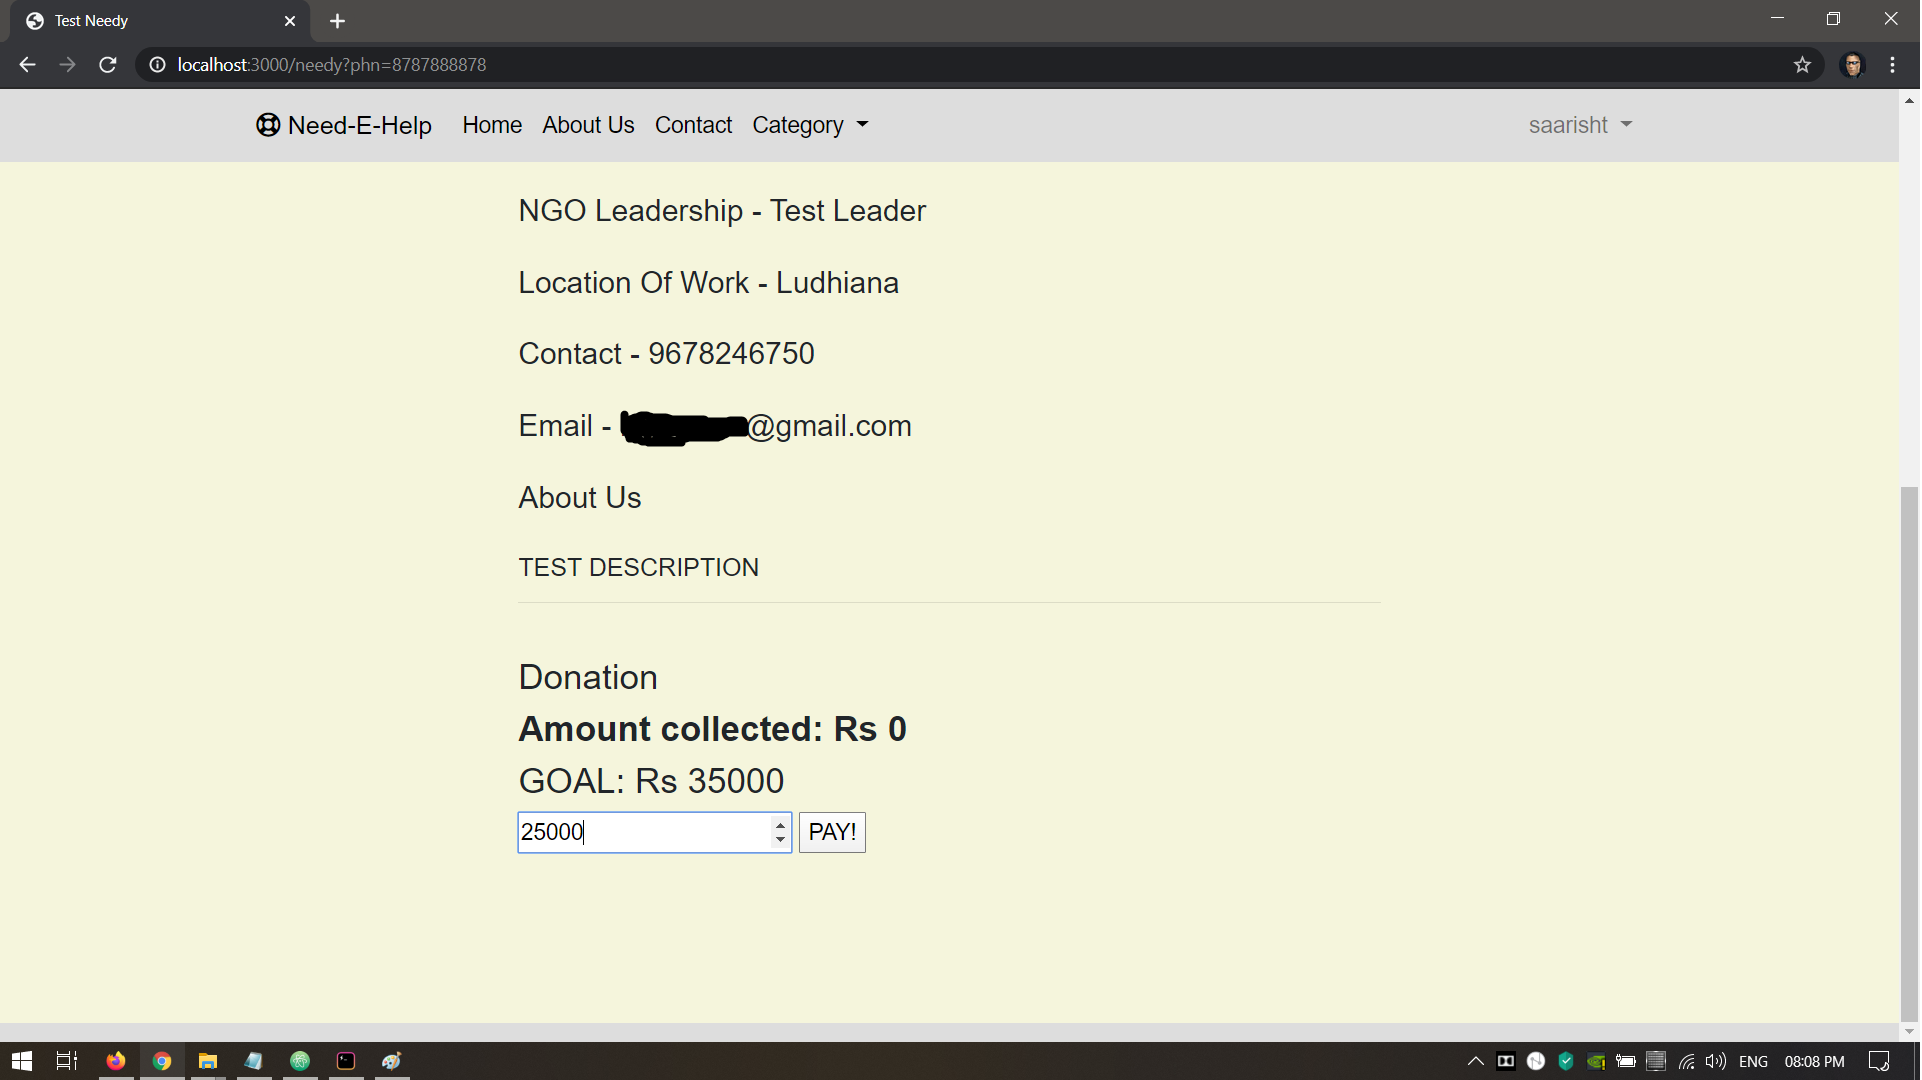 Test Needy
localhost:3000/needy?phn=8787888878
Need-E-Help Home About Us Contact Category saarisht
NGO Leadership - Test Leader
Location Of Work - Ludhiana
Contact - 9678246750
Email - @gmail.com
About Us
TEST DESCRIPTION
Donation
Amount collected: Rs 0
GOAL: Rs 35000
25000 PAY!
ENG 08:08 PM